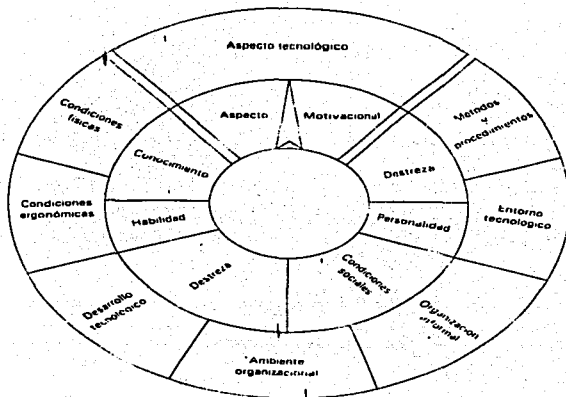 Aspecto tecnológico
Condiciones
físicas
Aspecto
Motivacional
Métodos
y
procedimientos
Conocimiento
Destreza
Condiciones
ergonómicas
Habilidad
Personalidad
Entorno
tecnológico
Desarrollo
tecnológico
Destreza
Condiciones
sociales
Organización
informal
Ambiente
organizacional